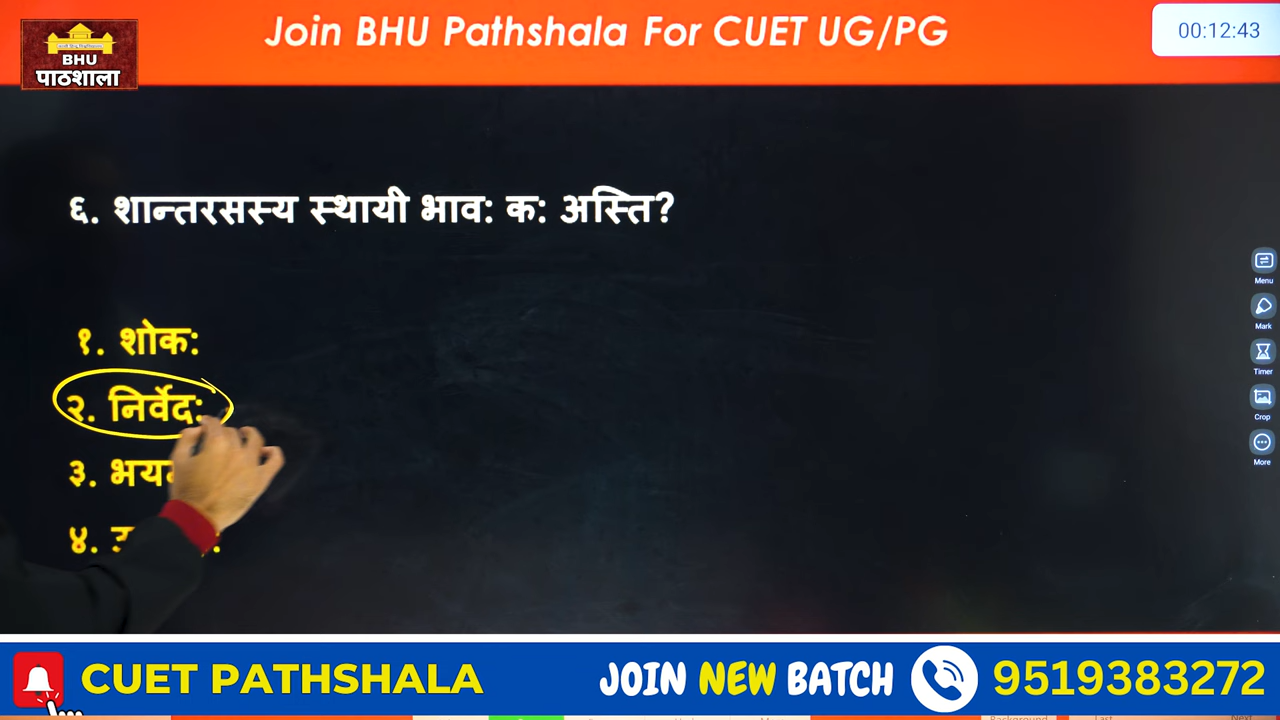 Join BHU Pathshala For CUET UG/PG
00:12:43
BHU
पाठशाला
६. शान्तरसस्य स्थायी भाव: क: अस्ति?
१. शोक:
२. निर्वेद:
३.
४.
Menu
Mark
Timer
Crop
More
CUET PATHSHALA
JOIN NEW BATCH
9519383272